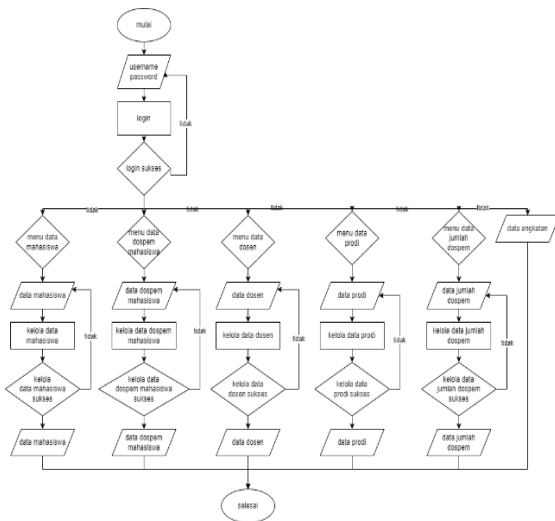 mulai
username
password
login
tidak
login sukses
tidak
tidak
tidak
tidak
tidak
menu data
mahasiswa
menu data
dospem
mahasiswa
menu data
dosen
menu data
prodi
menu data
jumlah
dospem
data angkatan
data mahasiswa
data dospem
mahasiswa
data dosen
data prodi
data jumlah
dospem
kelola data
mahasiswa
tidak
kelola data dospem
mahasiswa
tidak
kelola data dosen
tidak
kelola data prodi
tidak
kelola data jumlah
dospem
tidak
kelola
data mahasiswa
sukses
kelola data
dospem mahasiswa
sukses
kelola data
dosen sukses
kelola data
prodi sukses
kelola data
jumlah dospem
sukses
data mahasiswa
data dospem
mahasiswa
data dosen
data prodi
data jumlah
dospem
selesai